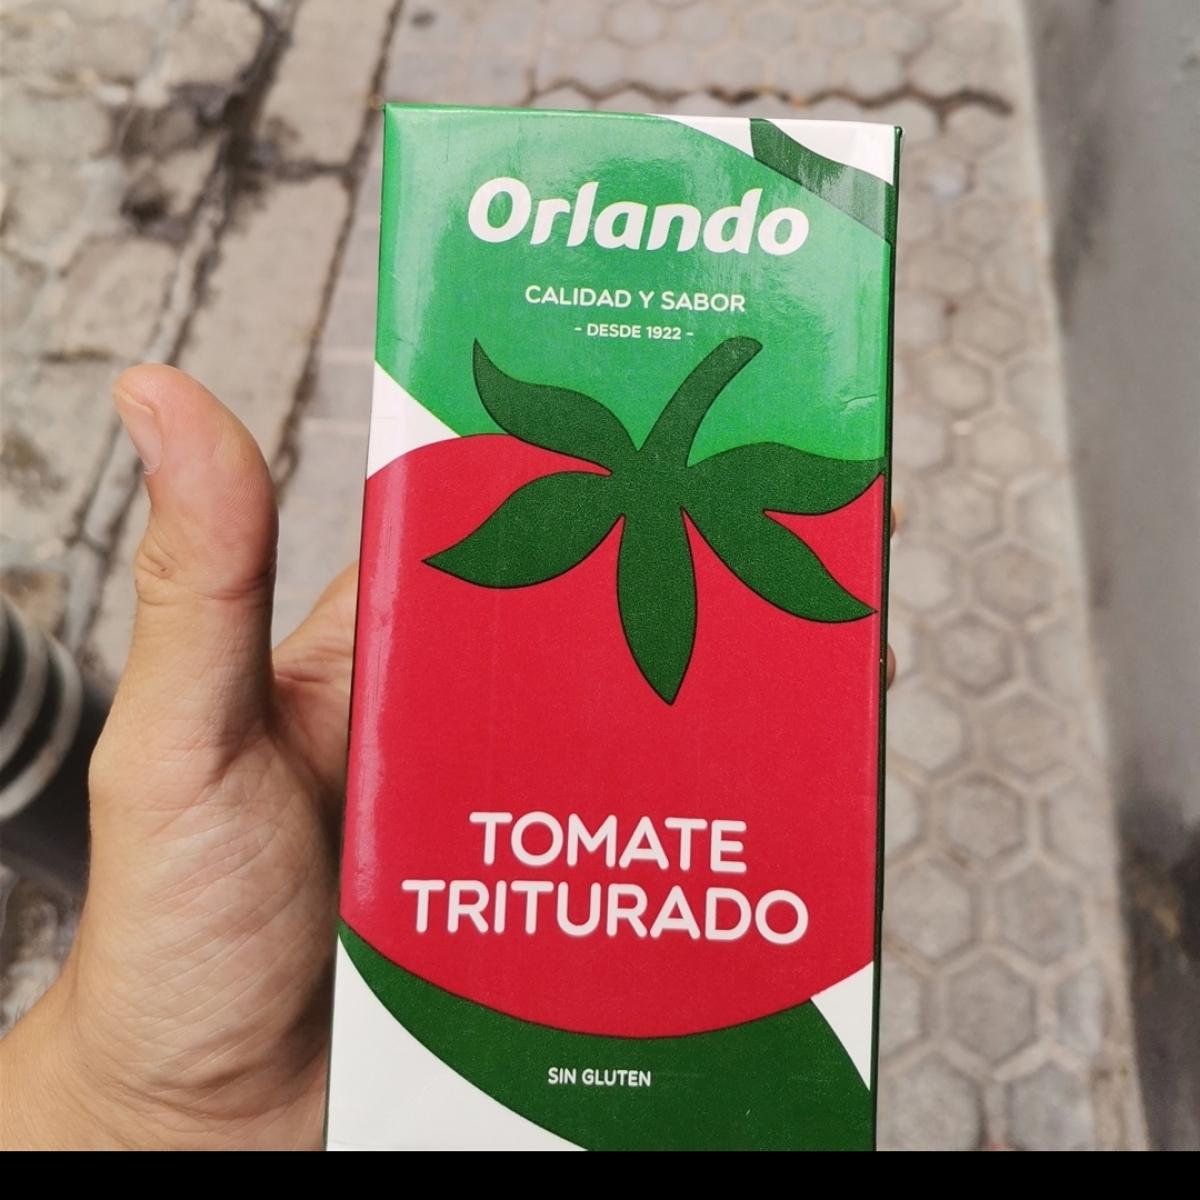 Orlando
CALIDAD Y SABOR
- DESDE 1922 -
TOMATE
TRITURADO
SIN GLUTEN